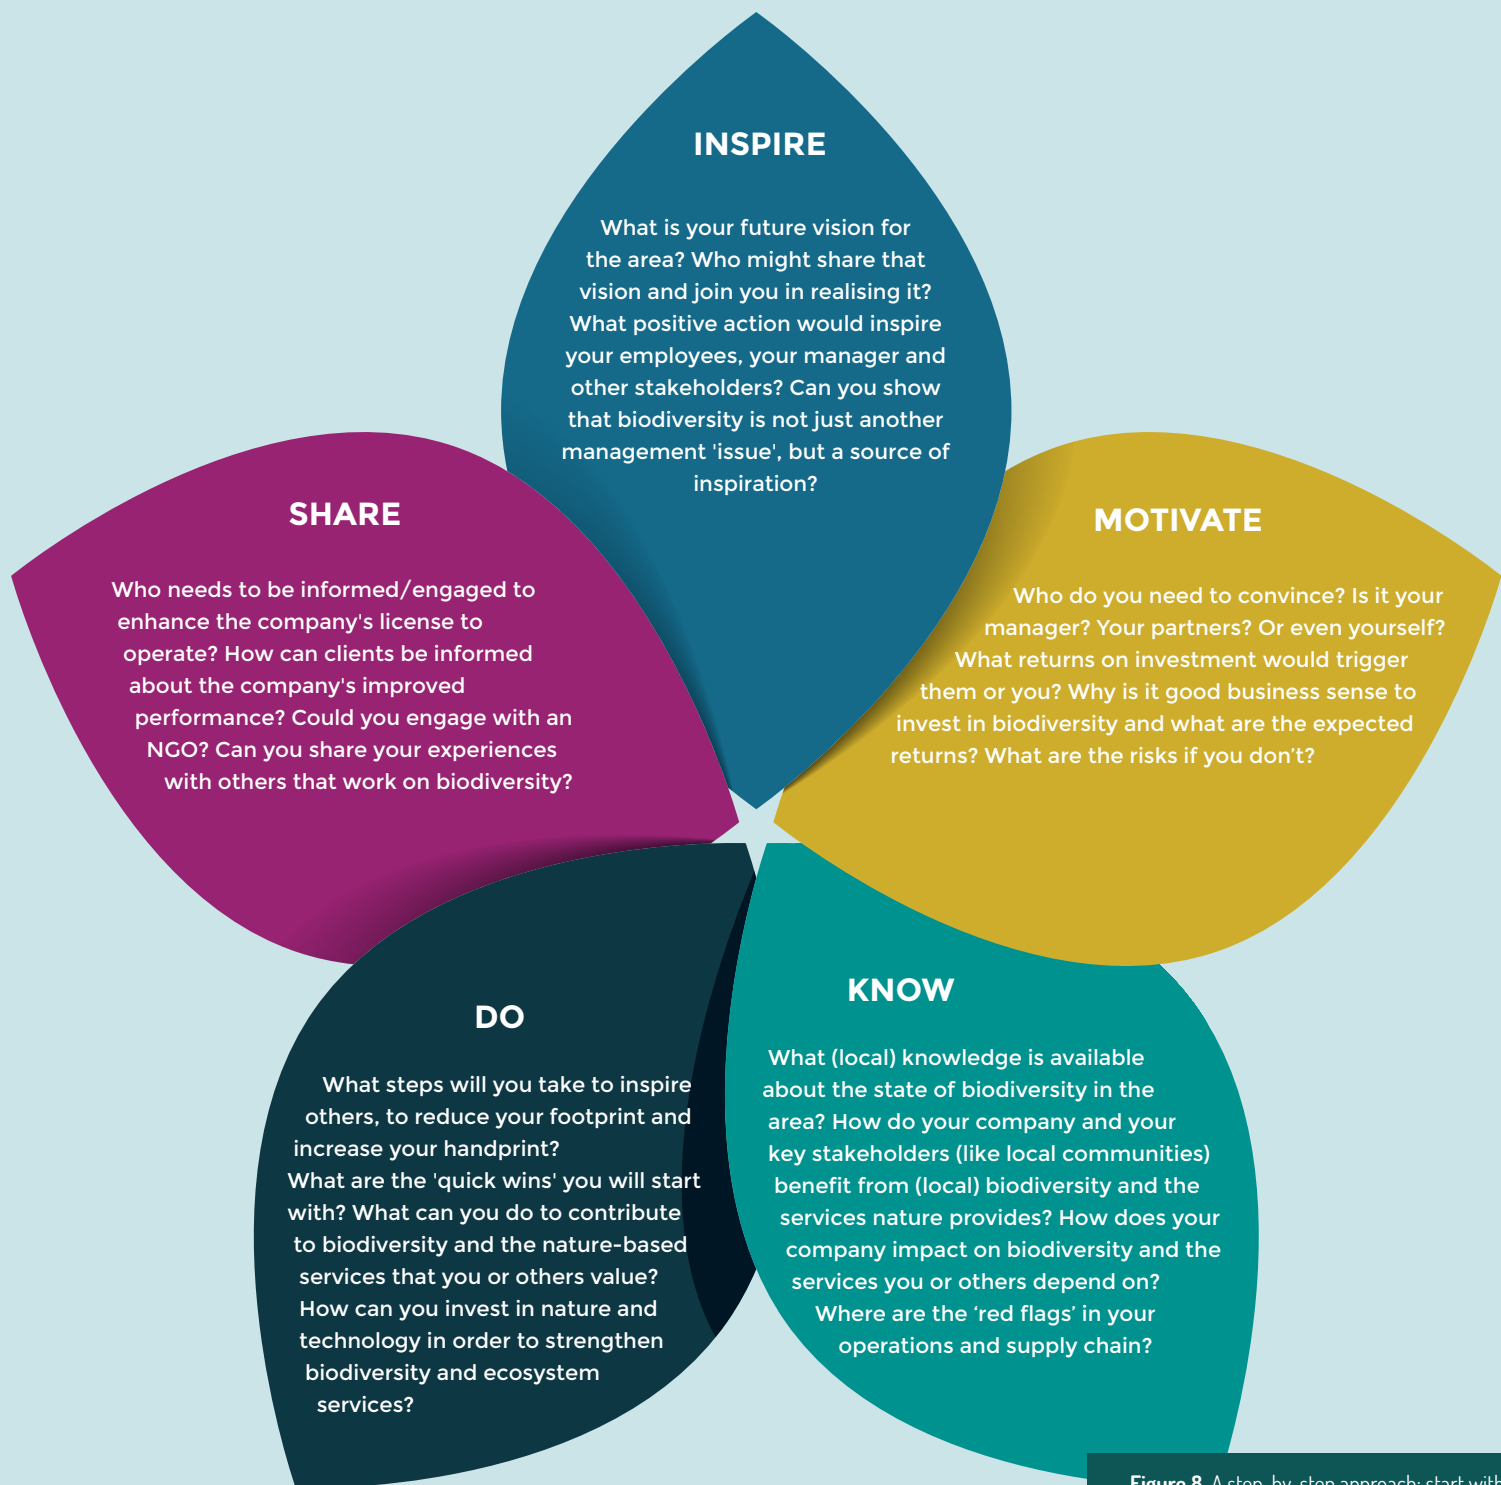 INSPIRE
What is your future vision for
the area? Who might share that
vision and join you in realising it?
What positive action would inspire
your employees, your manager and
other stakeholders? Can you show
that biodiversity is not just another
management 'issue', but a source of
inspiration?
MOTIVATE
Who do you need to convince? Is it your
manager? Your partners? Or even yourself?
What returns on investment would trigger
them or you? Why is it good business sense to
invest in biodiversity and what are the expected
returns? What are the risks if you don’t?
KNOW
What (local) knowledge is available
about the state of biodiversity in the
area? How do your company and your
key stakeholders (like local communities)
benefit from (local) biodiversity and the
services nature provides? How does your
company impact on biodiversity and the
services you or others depend on?
Where are the ‘red flags’ in your
operations and supply chain?
DO
What steps will you take to inspire
others, to reduce your footprint and
increase your handprint?
What are the 'quick wins' you will start
with? What can you do to contribute
to biodiversity and the nature-based
services that you or others value?
How can you invest in nature and
technology in order to strengthen
biodiversity and ecosystem
services?
SHARE
Who needs to be informed/engaged to
enhance the company's license to
operate? How can clients be informed
about the company's improved
performance? Could you engage with an
NGO? Can you share your experiences
with others that work on biodiversity?
Figure 8. A step-by-step approach: start with